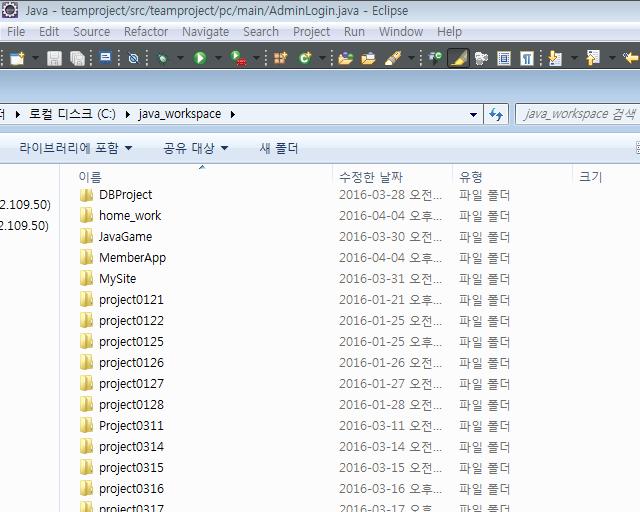 Java - teamproject/src/teamproject/pc/main/AdminLogin.java - Eclipse
File Edit Source Refactor Navigate Search Project Run Window Help
로컬 디스크 (C:) java_workspace java_workspace 검색
라이브러리에 포함 공유 대상 새 폴더
이름 수정한 날짜 유형 크기
DBProject 2016-03-28 오전... 파일 폴더
2.109.50) home_work 2016-04-04 오후... 파일 폴더
2.109.50) JavaGame 2016-03-30 오전... 파일 폴더
MemberApp 2016-04-04 오후... 파일 폴더
MySite 2016-03-31 오전... 파일 폴더
project0121 2016-01-21 오후... 파일 폴더
project0122 2016-01-25 오전... 파일 폴더
project0125 2016-01-25 오후... 파일 폴더
project0126 2016-01-26 오전... 파일 폴더
project0127 2016-01-27 오전... 파일 폴더
project0128 2016-01-28 오전... 파일 폴더
Project0311 2016-03-11 오전... 파일 폴더
project0314 2016-03-14 오전... 파일 폴더
project0315 2016-03-15 오전... 파일 폴더
project0316 2016-03-16 오후... 파일 폴더
project0317 2016-03-17 오후... 파일 폴더